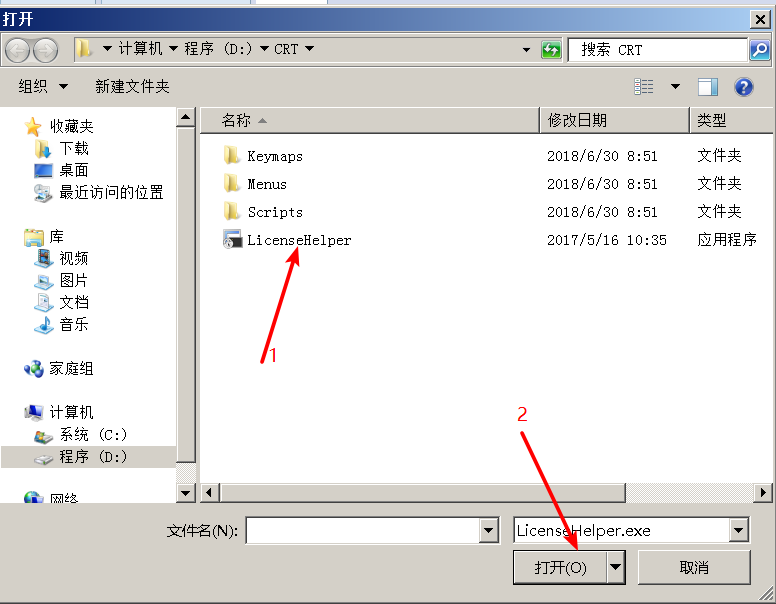 打开
计算机 程序 (D:) CRT
搜索 CRT
组织 新建文件夹
名称 修改日期 类型
Keymaps 2018/6/30 8:51 文件夹
Menus 2018/6/30 8:51 文件夹
Scripts 2018/6/30 8:51 文件夹
LicenseHelper 2017/5/16 10:35 应用程序
收藏夹
下载
桌面
最近访问的位置
库
视频
图片
文档
音乐
家庭组
计算机
系统 (C:)
程序 (D:)
网络
1
2
文件名(N): LicenseHelper.exe
打开(O) 取消